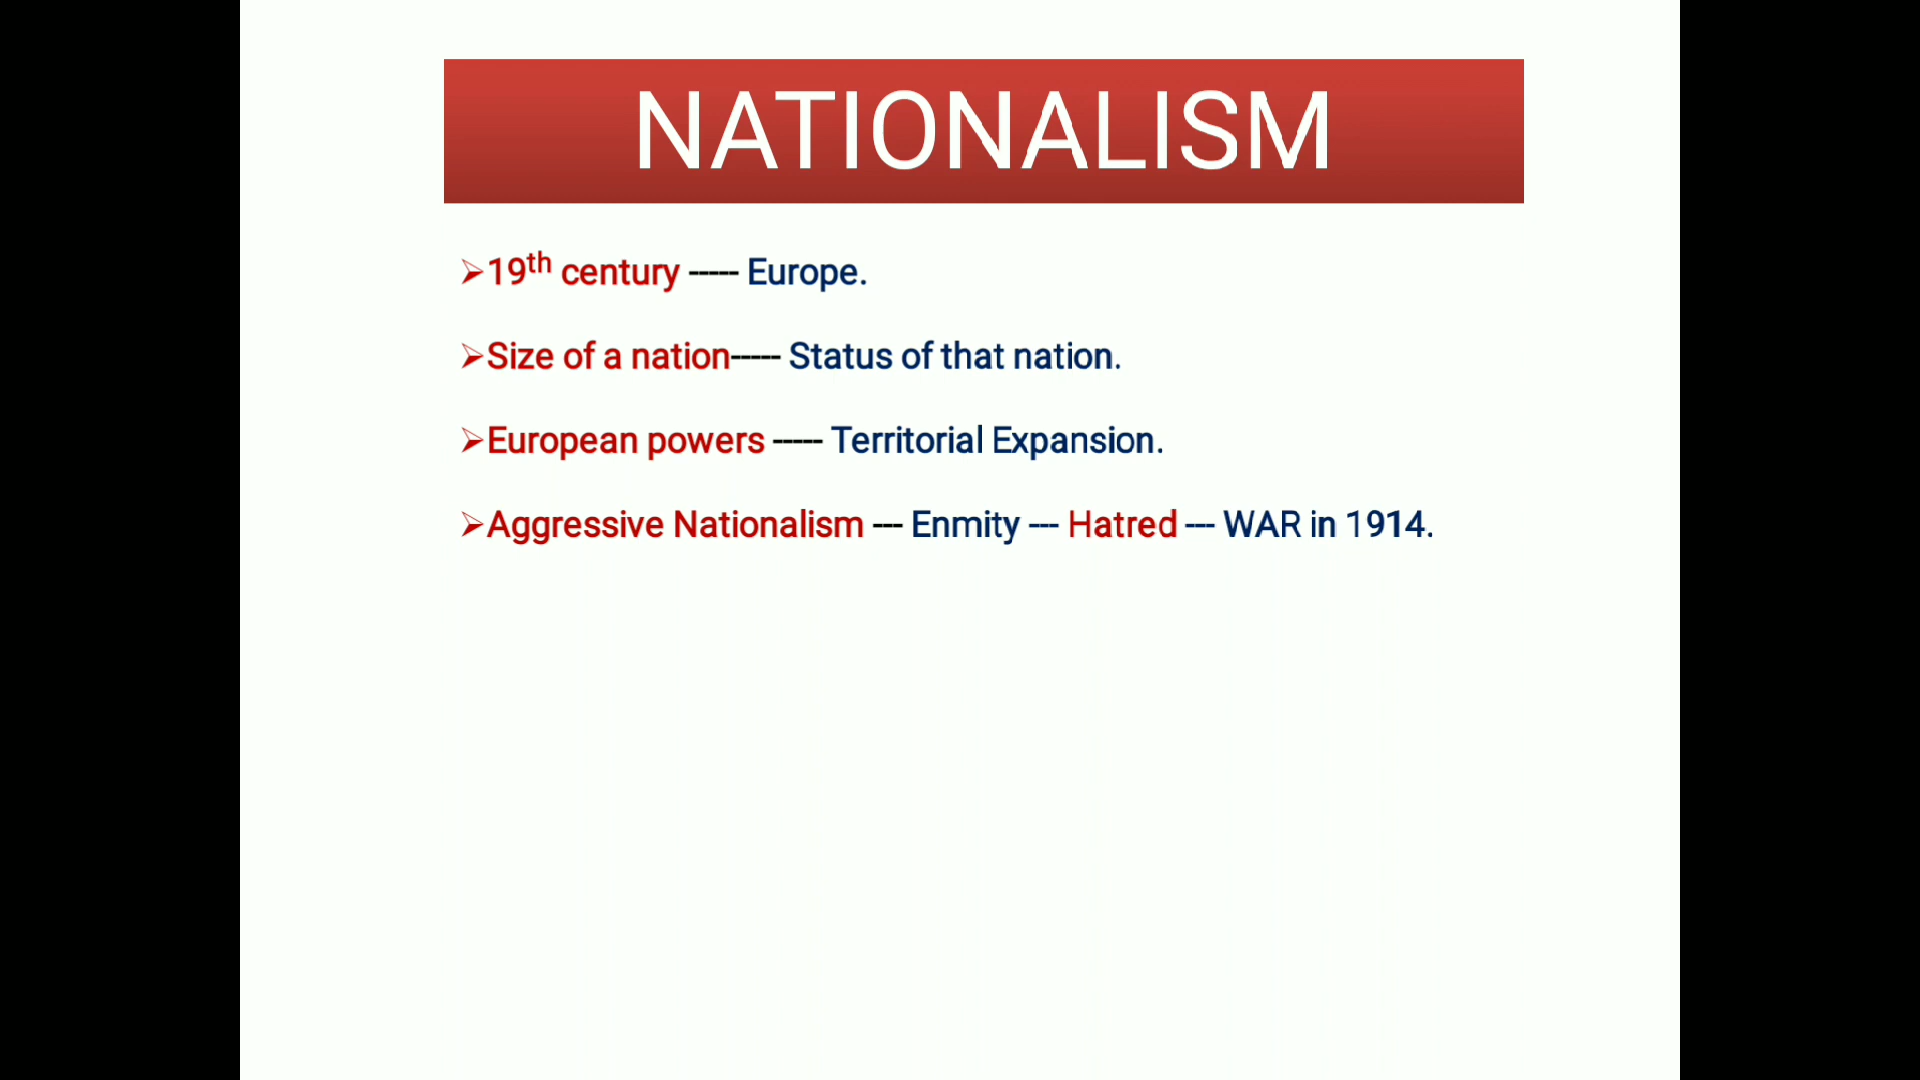 NATIONALISM
➢19th century ----- Europe.
➢Size of a nation----- Status of that nation.
➢European powers ----- Territorial Expansion.
➢Aggressive Nationalism --- Enmity --- Hatred --- WAR in 1914.